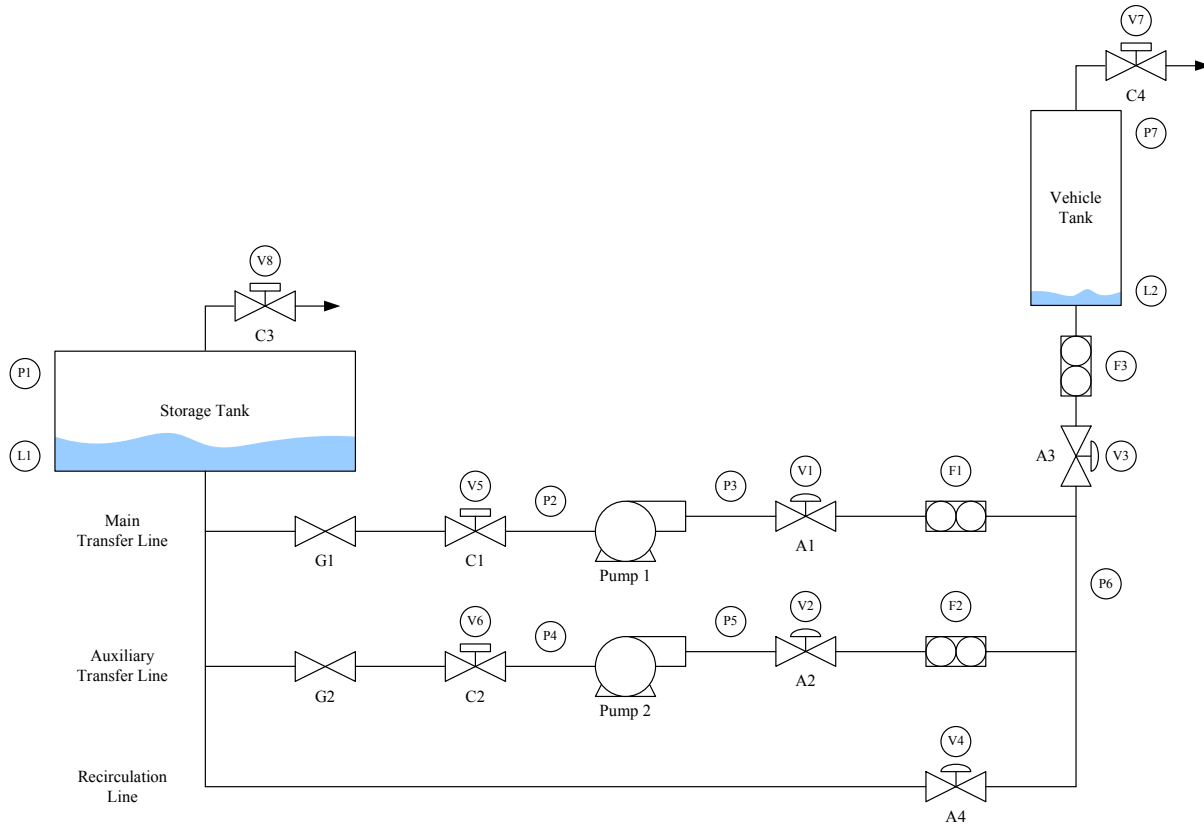 V7
C4
P7
Vehicle
Tank
V8
L2
C3
P1
F3
Storage Tank
L1
A3
V3
V5
P2
P3
V1
F1
Main
Transfer Line
G1
C1
Pump 1
A1
P6
V6
P4
P5
V2
F2
Auxiliary
Transfer Line
G2
C2
Pump 2
A2
V4
Recirculation
Line
A4